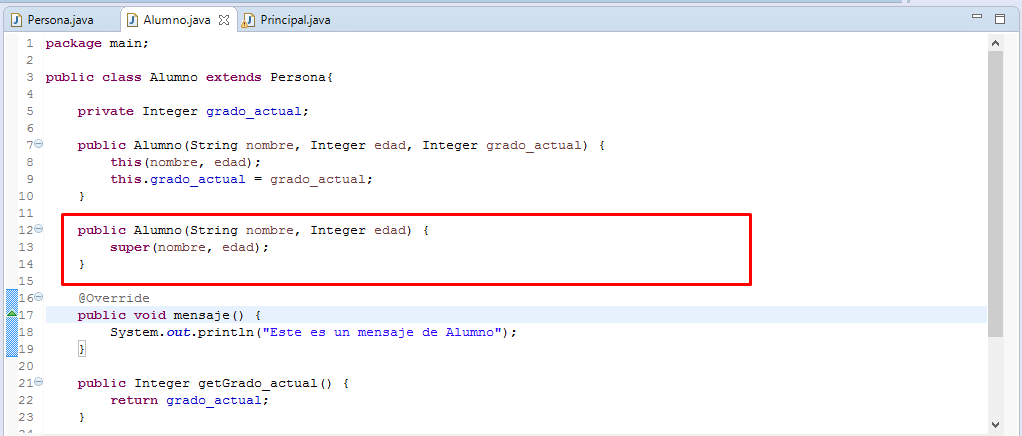 Persona.java Alumno.java Principal.java
1 package main;
2
3 public class Alumno extends Persona{
4
5 private Integer grado_actual;
6
7 public Alumno(String nombre, Integer edad, Integer grado_actual) {
8 this(nombre, edad);
9 this.grado_actual = grado_actual;
10 }
11
12 public Alumno(String nombre, Integer edad) {
13 super(nombre, edad);
14 }
15
16 @Override
17 public void mensaje() {
18 System.out.println("Este es un mensaje de Alumno");
19 }
20
21 public Integer getGrado_actual() {
22 return grado_actual;
23 }
24